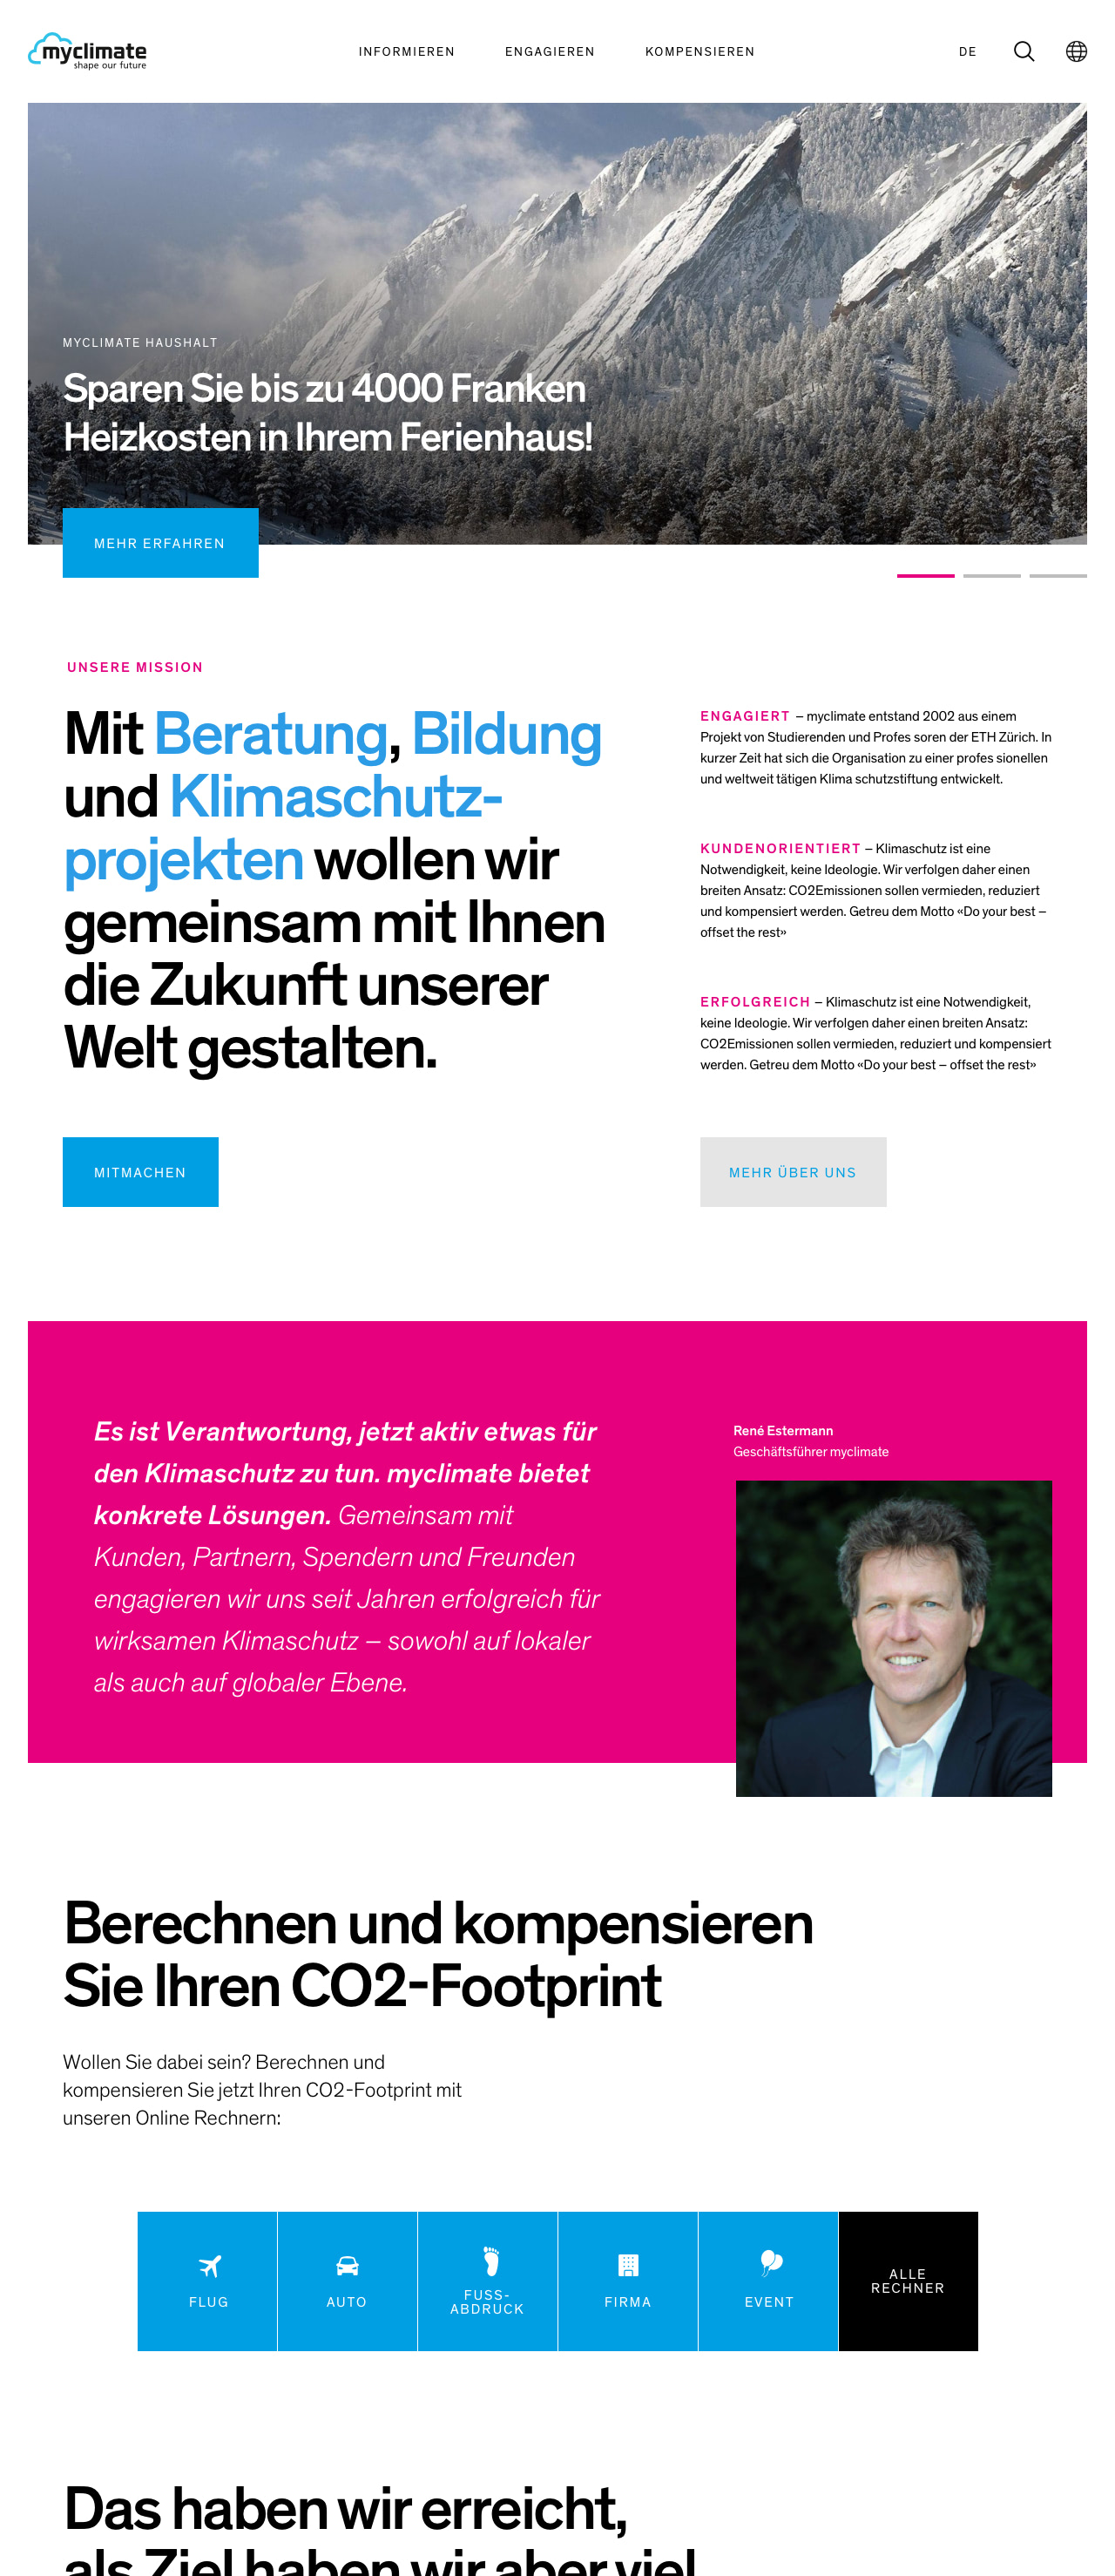 myclimate
shape our future
INFORMIEREN
ENGAGIEREN
KOMPENSIEREN
DE
MYCLIMATE HAUSHALT
Sparen Sie bis zu 4000 Franken
Heizkosten in Ihrem Ferienhaus!
MEHR ERFAHREN
UNSERE MISSION
Mit Beratung, Bildung
und Klimaschutz-
projekten wollen wir
gemeinsam mit Ihnen
die Zukunft unserer
Welt gestalten.
MITMACHEN
ENGAGIERT – myclimate entstand 2002 aus einem
Projekt von Studierenden und Profes soren der ETH Zürich. In
kurzer Zeit hat sich die Organisation zu einer profes sionellen
und weltweit tätigen Klima schutzstiftung entwickelt.
KUNDENORIENTIERT – Klimaschutz ist eine
Notwendigkeit, keine Ideologie. Wir verfolgen daher einen
breiten Ansatz: CO2Emissionen sollen vermieden, reduziert
und kompensiert werden. Getreu dem Motto «Do your best –
offset the rest»
ERFOLGREICH – Klimaschutz ist eine Notwendigkeit,
keine Ideologie. Wir verfolgen daher einen breiten Ansatz:
CO2Emissionen sollen vermieden, reduziert und kompensiert
werden. Getreu dem Motto «Do your best – offset the rest»
MEHR ÜBER UNS
Es ist Verantwortung, jetzt aktiv etwas für
den Klimaschutz zu tun. myclimate bietet
konkrete Lösungen. Gemeinsam mit
Kunden, Partnern, Spendern und Freunden
engagieren wir uns seit Jahren erfolgreich für
wirksamen Klimaschutz – sowohl auf lokaler
als auch auf globaler Ebene.
René Estermann
Geschäftsführer myclimate
Berechnen und kompensieren
Sie Ihren CO2-Footprint
Wollen Sie dabei sein? Berechnen und
kompensieren Sie jetzt Ihren CO2-Footprint mit
unseren Online Rechnern:
FLUG
AUTO
FUSS-
ABDRUCK
FIRMA
EVENT
ALLE
RECHNER
Das haben wir erreicht,
als Ziel haben wir aber viel